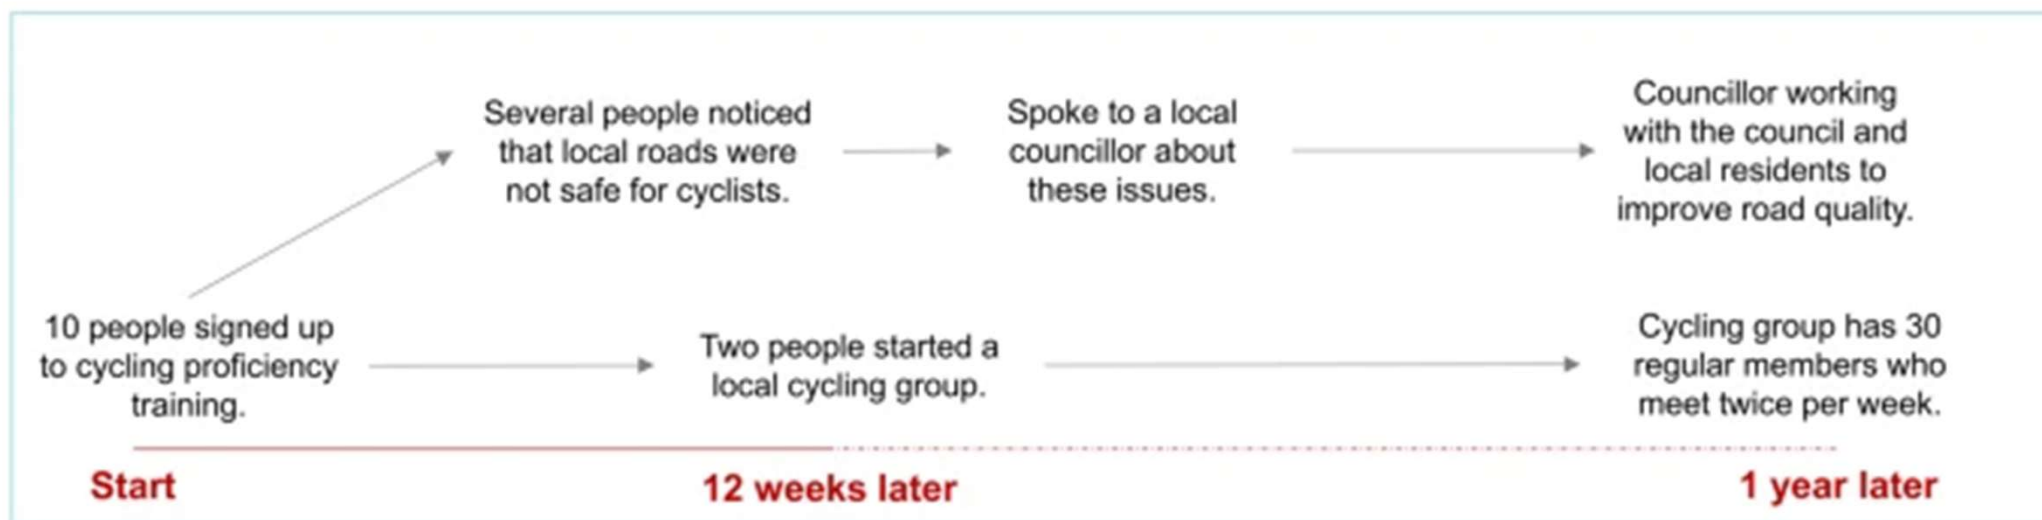 Several people noticed
that local roads were
not safe for cyclists.
Spoke to a local
councillor about
these issues.
Councillor working
with the council and
local residents to
improve road quality.
10 people signed up
to cycling proficiency
training.
Two people started a
local cycling group.
Cycling group has 30
regular members who
meet twice per week.
Start
12 weeks later
1 year later